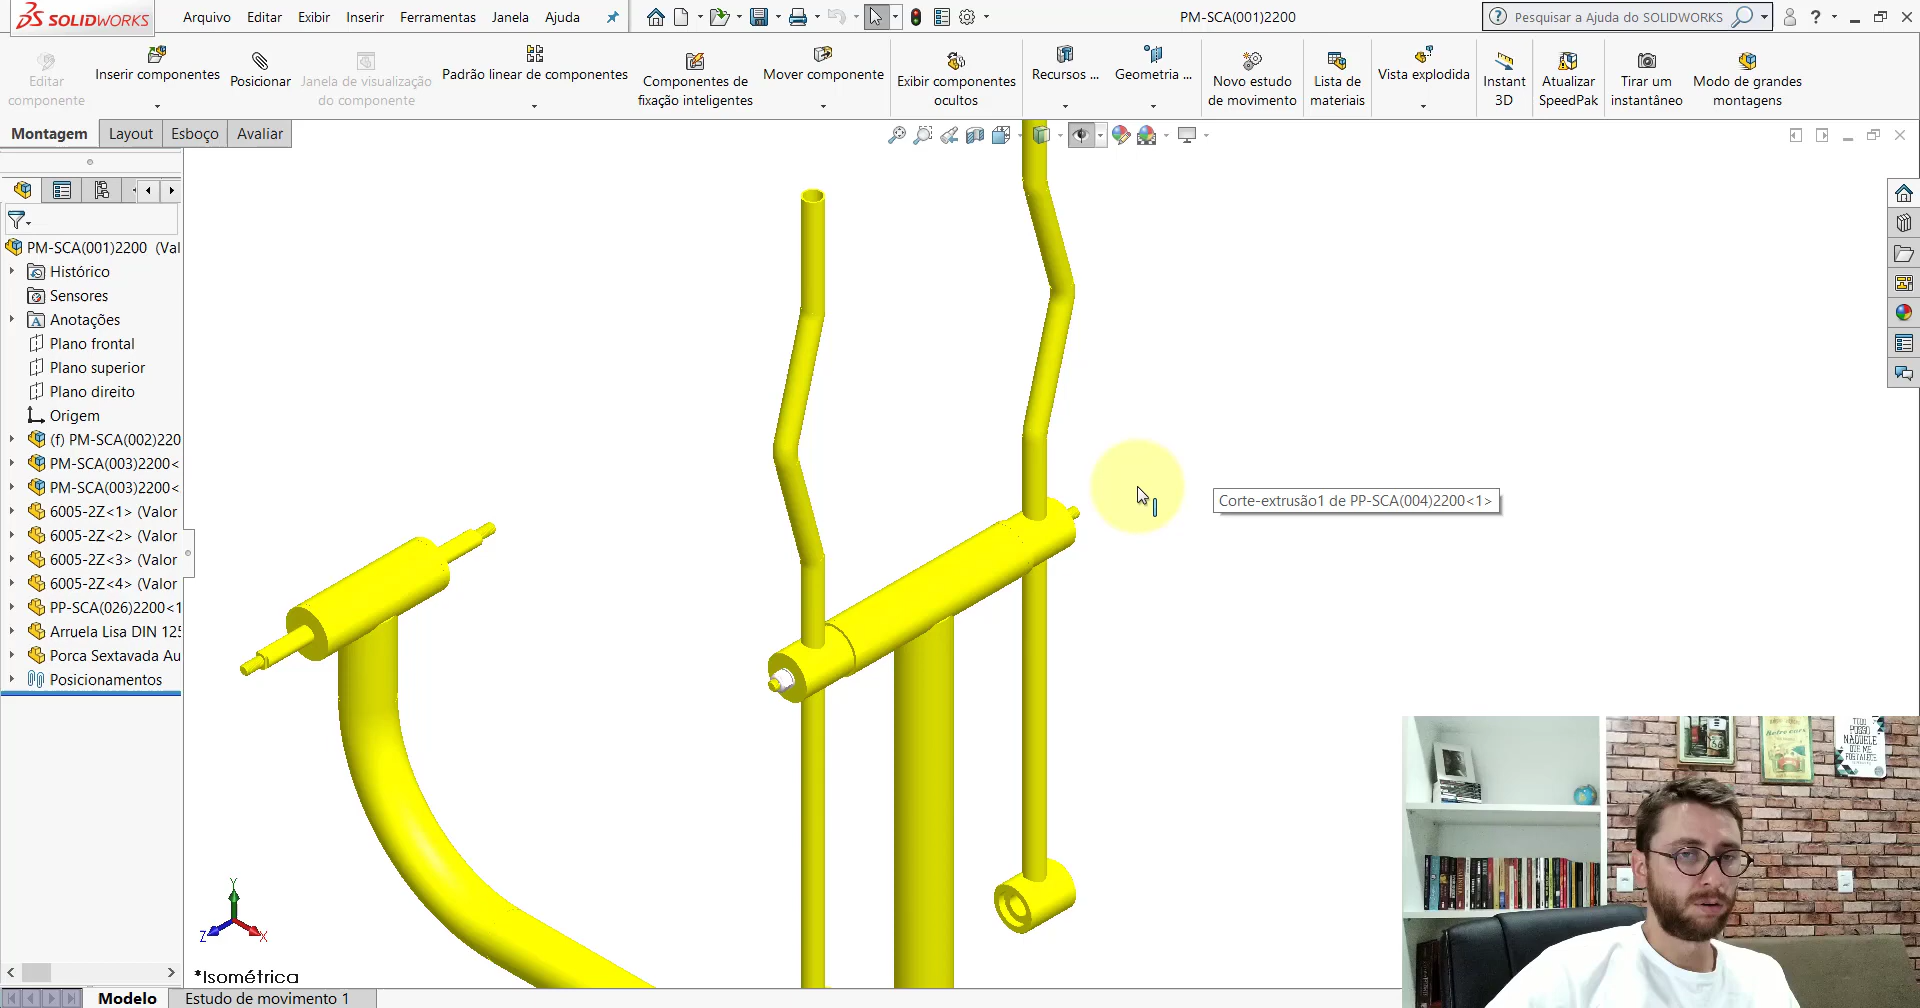 SOLIDWORKS
Arquivo Editar Exibir Inserir Ferramentas Janela Ajuda
PM-SCA(001)2200
Pesquisar a Ajuda do SOLIDWORKS
Editar componente
Inserir componentes
Posicionar
Janela de visualização do componente
Padrão linear de componentes
Componentes de fixação inteligentes
Mover componente
Exibir componentes ocultos
Recursos ...
Geometria ...
Novo estudo de movimento
Lista de materiais
Vista explodida
Instant 3D
Atualizar SpeedPak
Tirar um instantâneo
Modo de grandes montagens
Montagem Layout Esboço Avaliar
PM-SCA(001)2200 (Val
Histórico
Sensores
Anotações
Plano frontal
Plano superior
Plano direito
Origem
(f) PM-SCA(002)220
PM-SCA(003)2200<
PM-SCA(003)2200<
6005-2Z<1> (Valor
6005-2Z<2> (Valor
6005-2Z<3> (Valor
6005-2Z<4> (Valor
PP-SCA(026)2200<1
Arruela Lisa DIN 125
Porca Sextavada Au
Posicionamentos
Corte-extrusão1 de PP-SCA(004)2200<1>
Y
Z
X
*Isométrica
TUDO
POSSO
NAQUELE
QUE ME
FORTALECE
Modelo Estudo de movimento 1